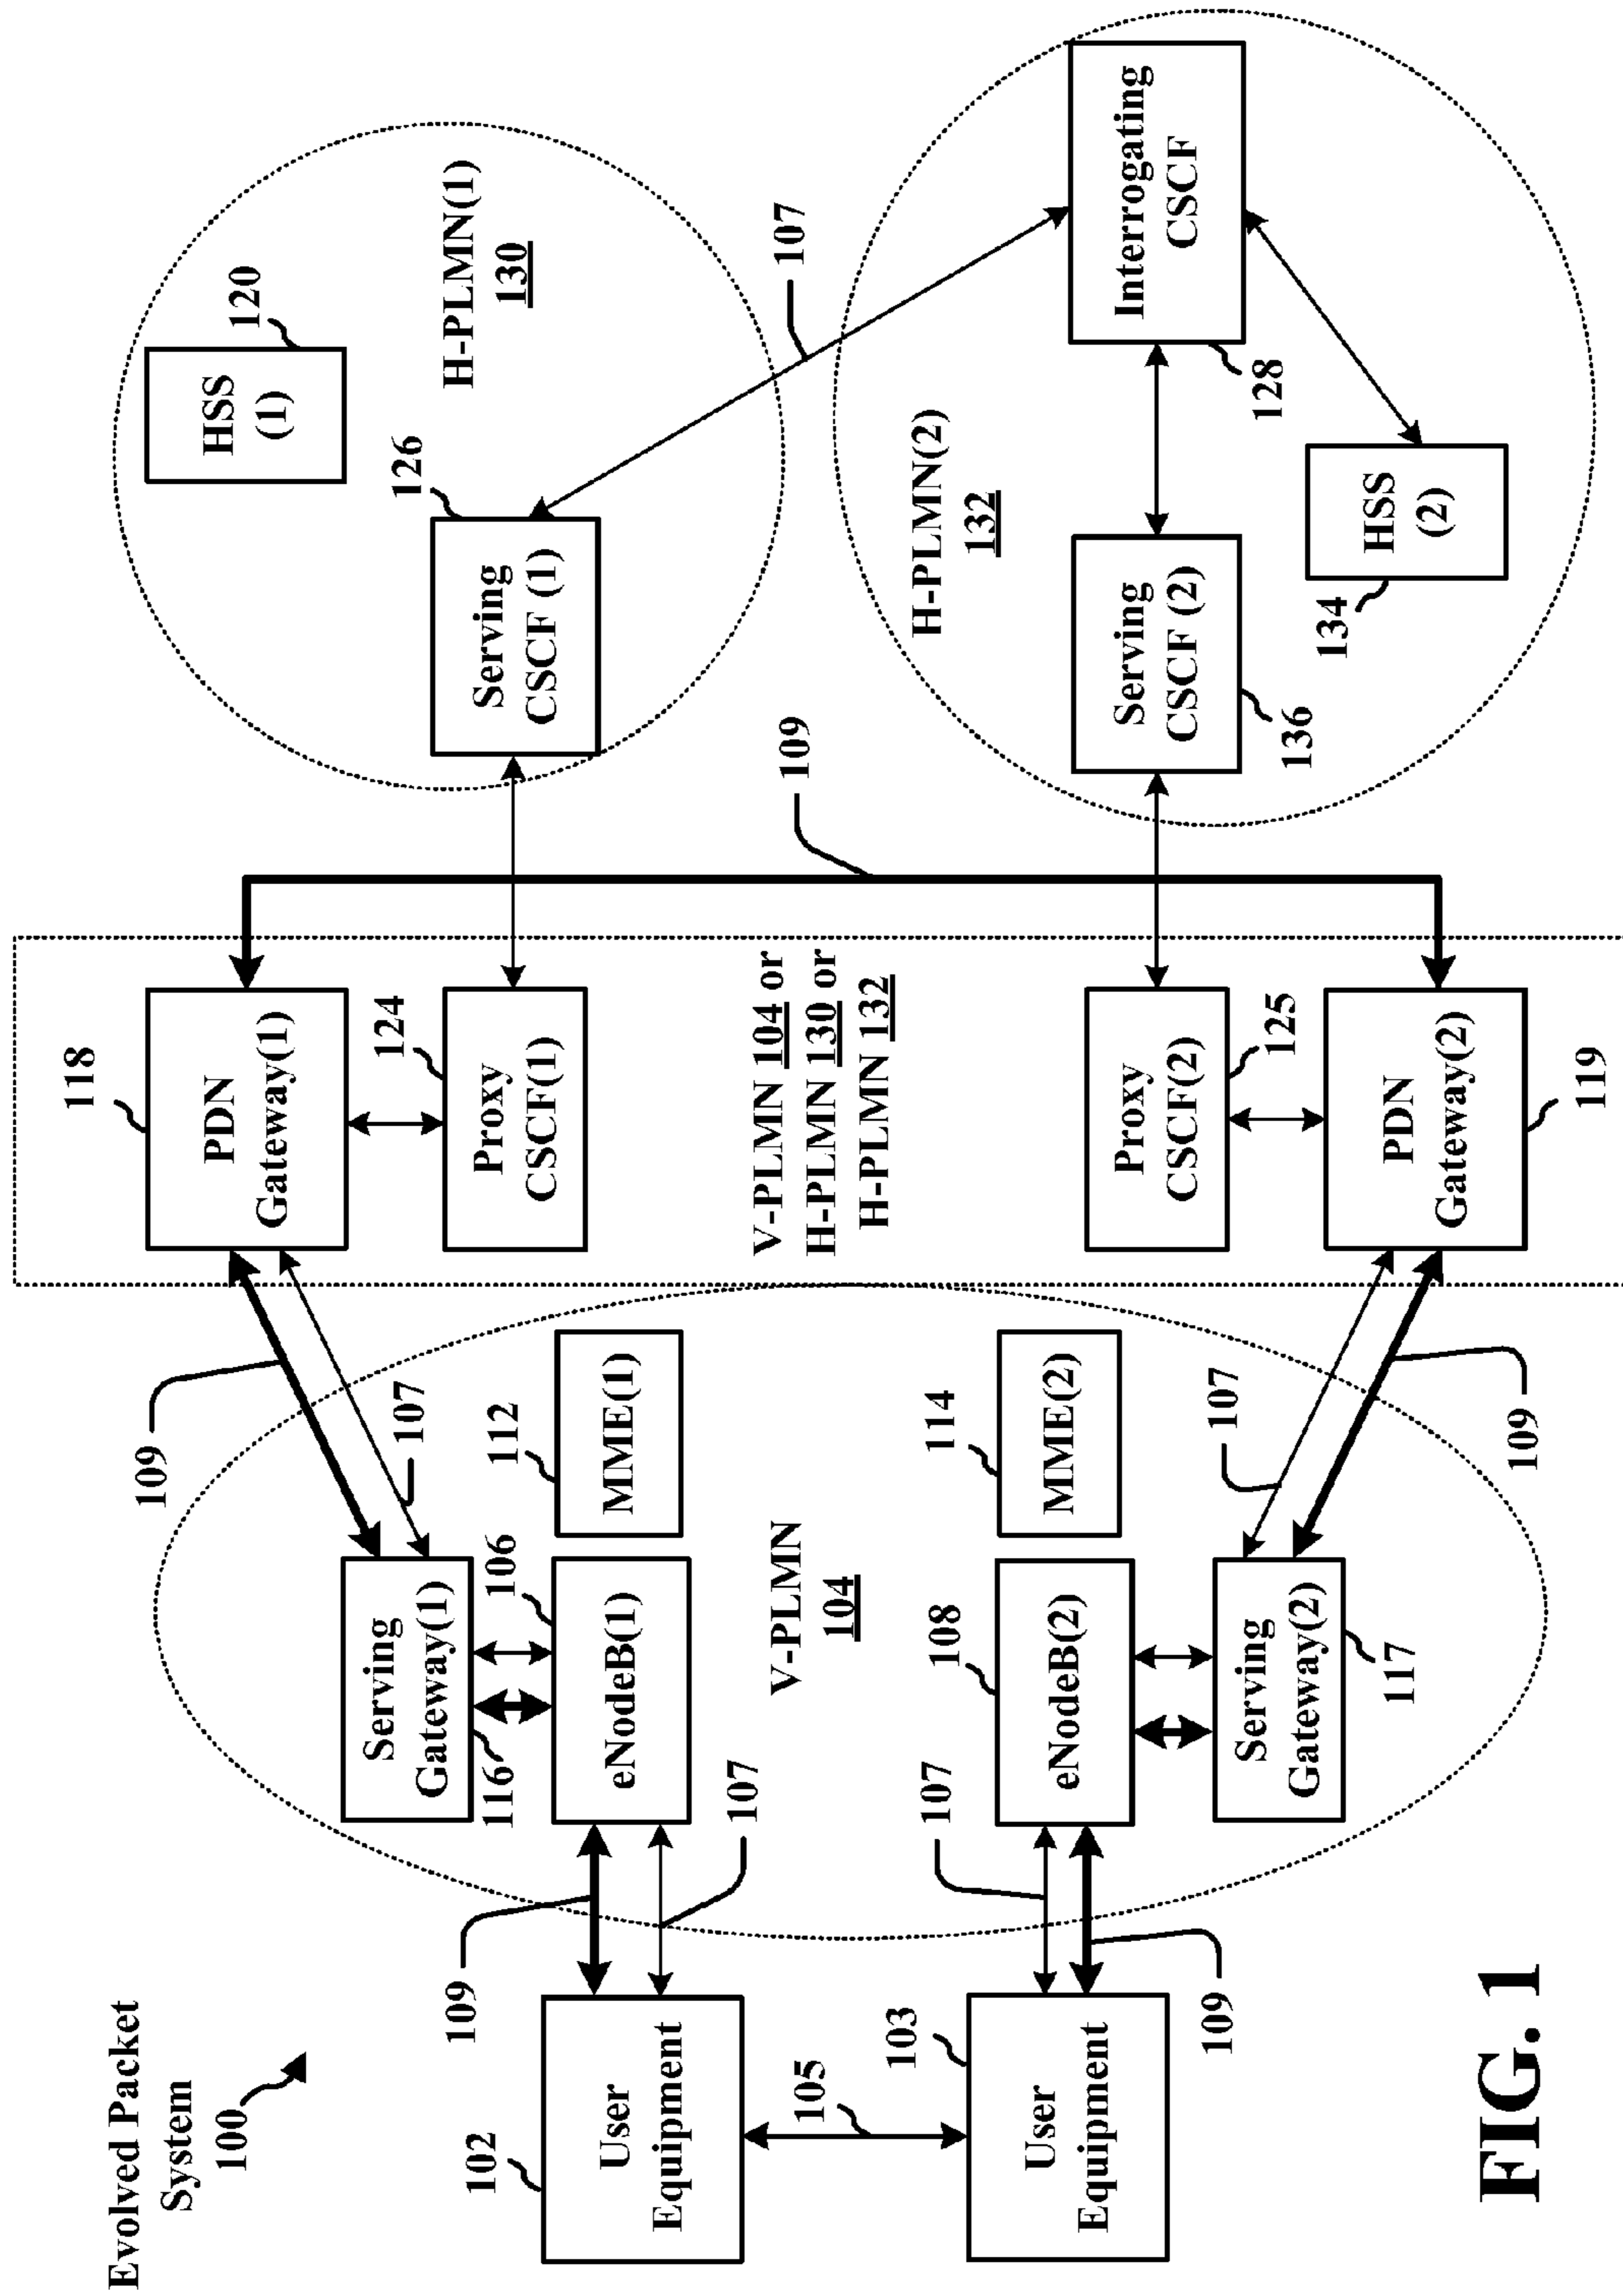 Evolved Packet
System
100
102
User
Equipment
105
103
User
Equipment
109
107
107
109
Serving
Gateway(1)
116
106
eNodeB(1)
112
MME(1)
V-PLMN
104
108
eNodeB(2)
114
MME(2)
Serving
Gateway(2)
117
109
107
107
109
118
PDN
Gateway(1)
124
Proxy
CSCF(1)
V-PLMN 104 or
H-PLMN 130 or
H-PLMN 132
Proxy
CSCF(2)
125
PDN
Gateway(2)
119
109
HSS
(1)
120
H-PLMN(1)
130
126
Serving
CSCF (1)
107
H-PLMN(2)
132
Serving
CSCF (2)
136
Interrogating
CSCF
128
HSS
(2)
134
FIG. 1